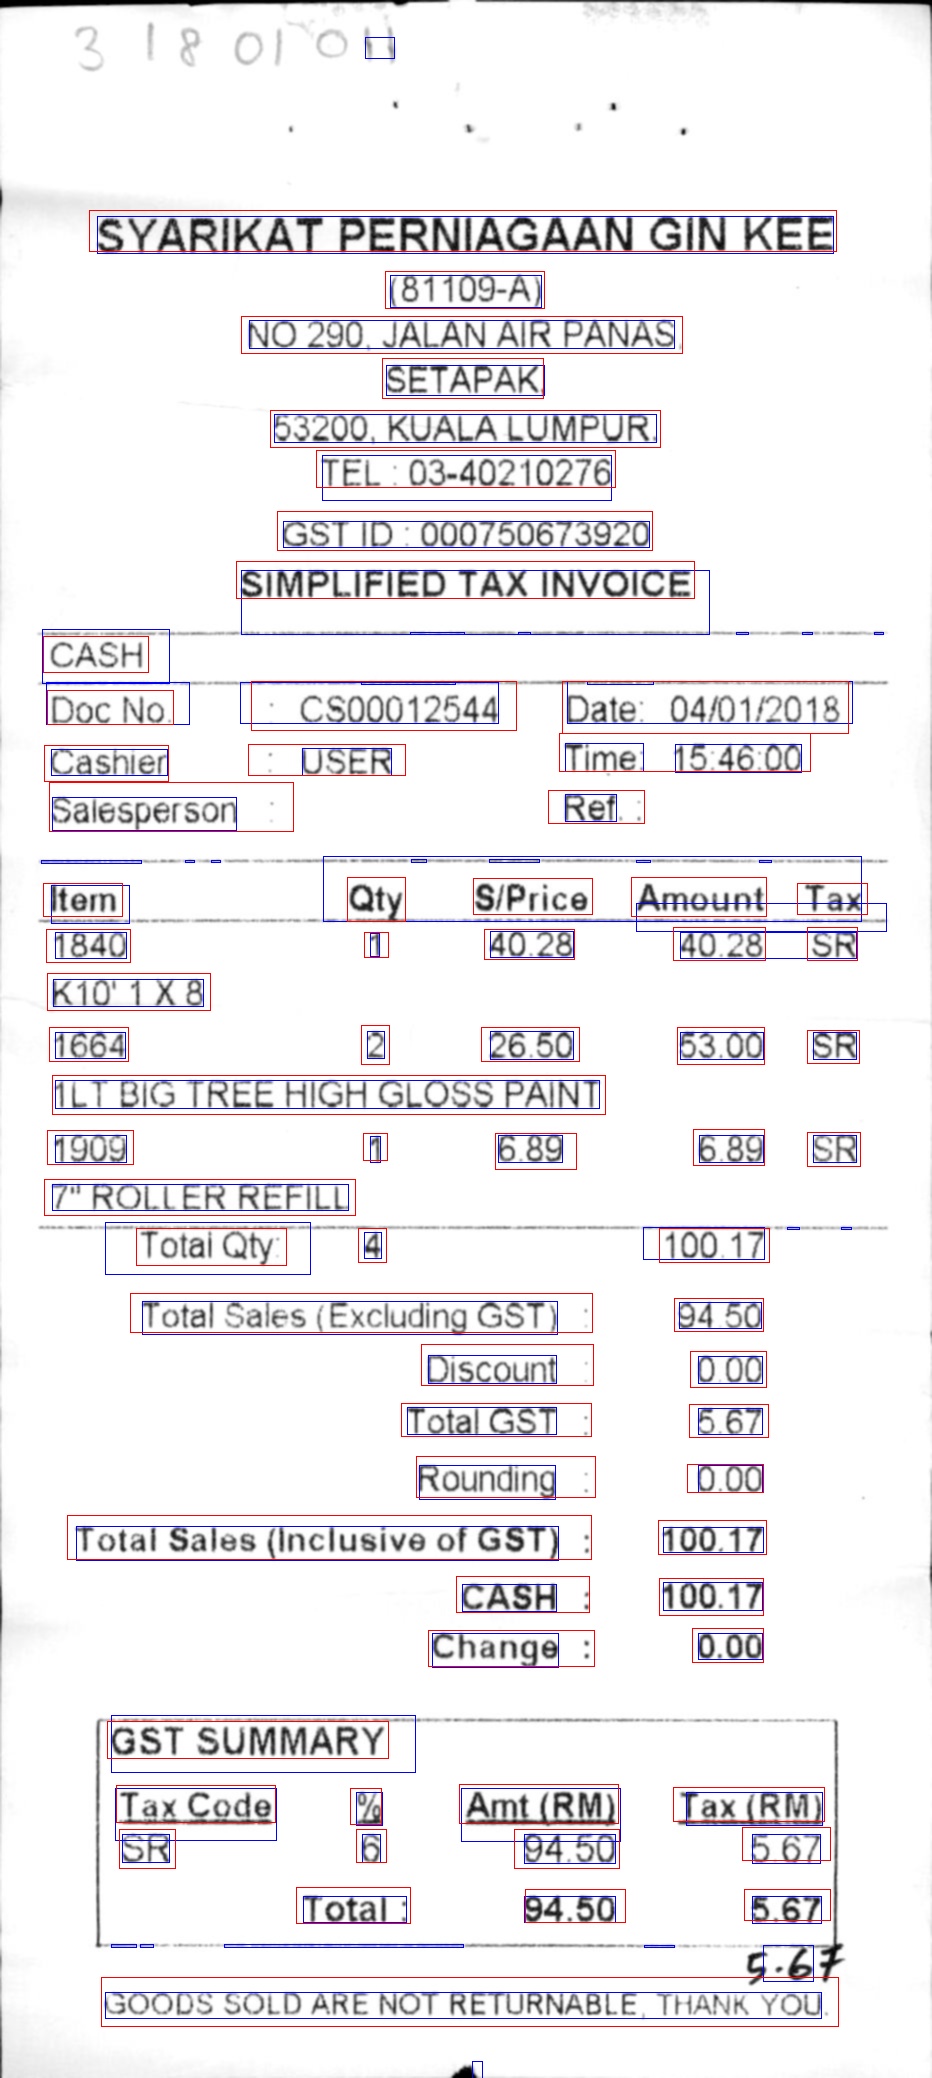 3180104
SYARIKAT PERNIAGAAN GIN KEE
(81109-A)
NO 290, JALAN AIR PANAS,
SETAPAK,
53200, KUALA LUMPUR.
TEL : 03-40210276
GST ID : 000750673920
SIMPLIFIED TAX INVOICE
CASH
Doc No. : CS00012544 Date: 04/01/2018
Cashier : USER Time: 15:46:00
Salesperson : Ref. :
Item Qty S/Price Amount Tax
1840 1 40.28 40.28 SR
K10' 1 X 8
1664 2 26.50 53.00 SR
1LT BIG TREE HIGH GLOSS PAINT
1909 1 6.89 6.89 SR
7" ROLLER REFILL
Total Qty: 4 100.17
Total Sales (Excluding GST) : 94.50
Discount : 0.00
Total GST : 5.67
Rounding : 0.00
Total Sales (Inclusive of GST) : 100.17
CASH : 100.17
Change : 0.00
GST SUMMARY
Tax Code % Amt (RM) Tax (RM)
SR 6 94.50 5.67
Total : 94.50 5.67
5.67
GOODS SOLD ARE NOT RETURNABLE, THANK YOU.